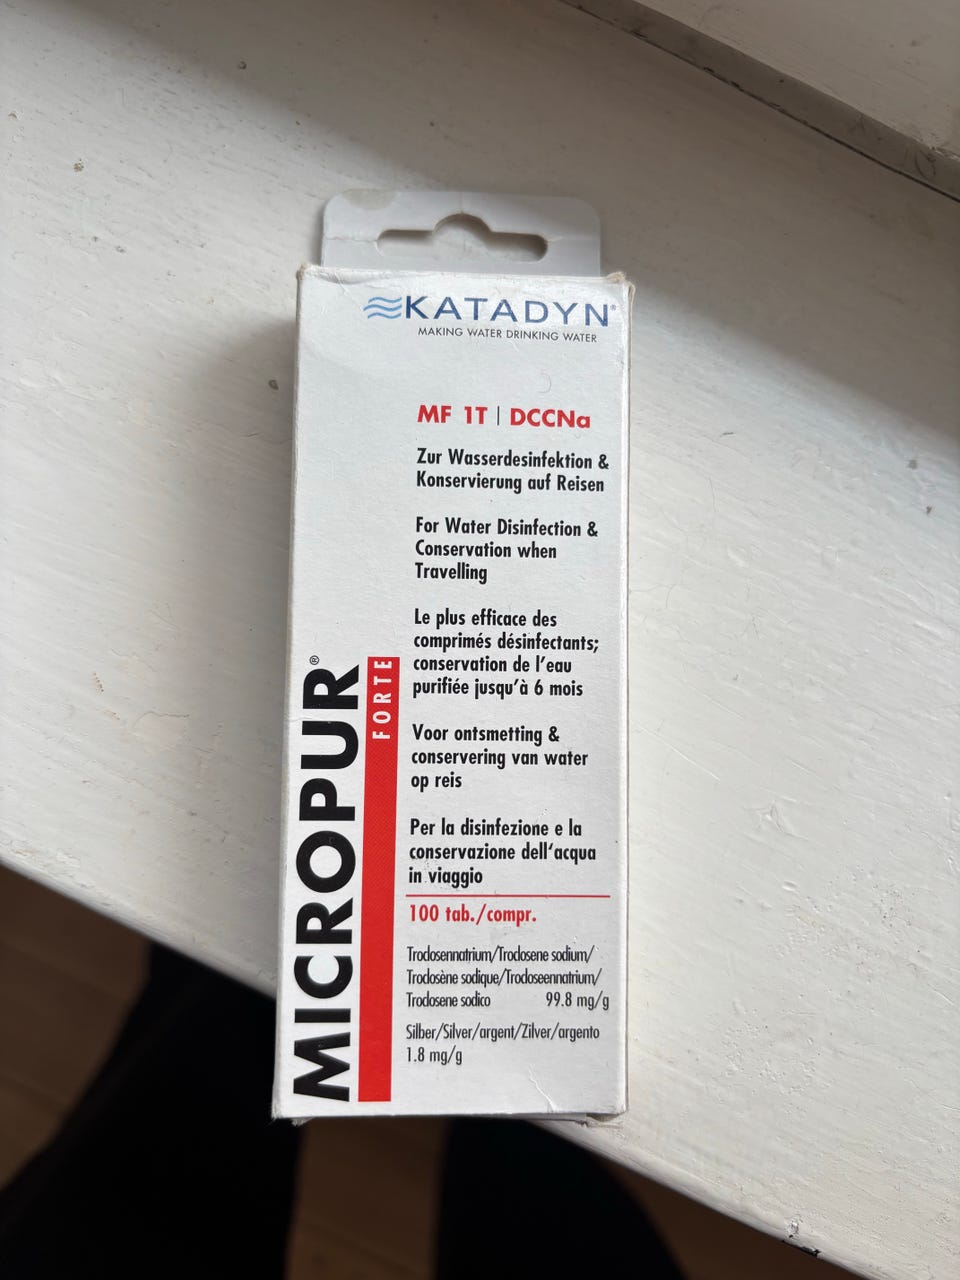 KATADYN®
MAKING WATER DRINKING WATER
MF 1T | DCCNa
Zur Wasserdesinfektion &
Konservierung auf Reisen
For Water Disinfection &
Conservation when
Travelling
Le plus efficace des
comprimés désinfectants;
conservation de l'eau
purifiée jusqu'à 6 mois
Voor ontsmetting &
conservering van water
op reis
Per la disinfezione e la
conservazione dell'acqua
in viaggio
100 tab./compr.
Troclosennatrium/Troclosene sodium/
Troclosène sodique/Trocloseennatrium/
Troclosene sodico 99.8 mg/g
Silber/Silver/argent/Zilver/argento
1.8 mg/g
MICROPUR®
FORTE